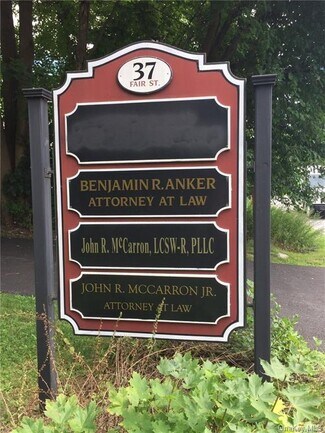 37
FAIR ST.
BENJAMIN R. ANKER
ATTORNEY AT LAW
John R. McCarron, LCSW-R, PLLC
JOHN R. MCCARRON JR.
ATTORNEY AT LAW